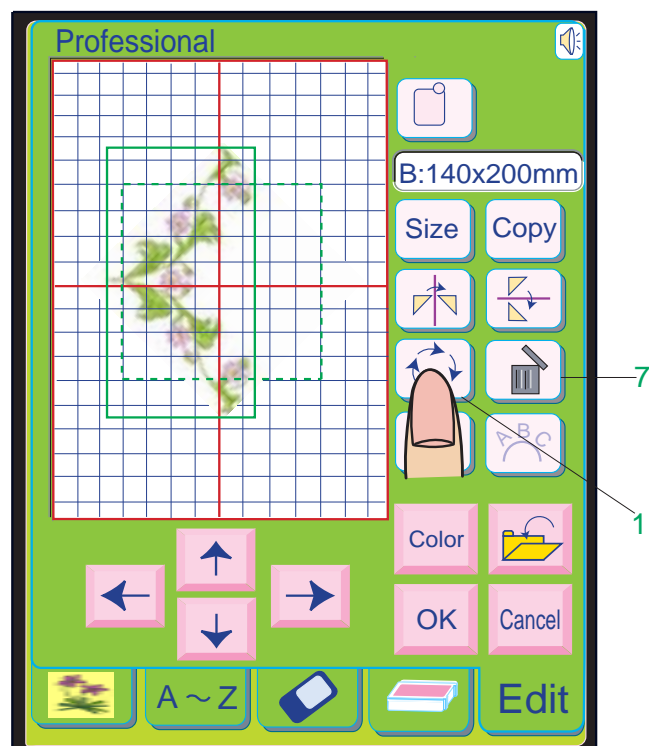 Professional
B:140x200mm
Size
Copy
7
A B C
1
Color
OK
Cancel
A ~ Z
Edit